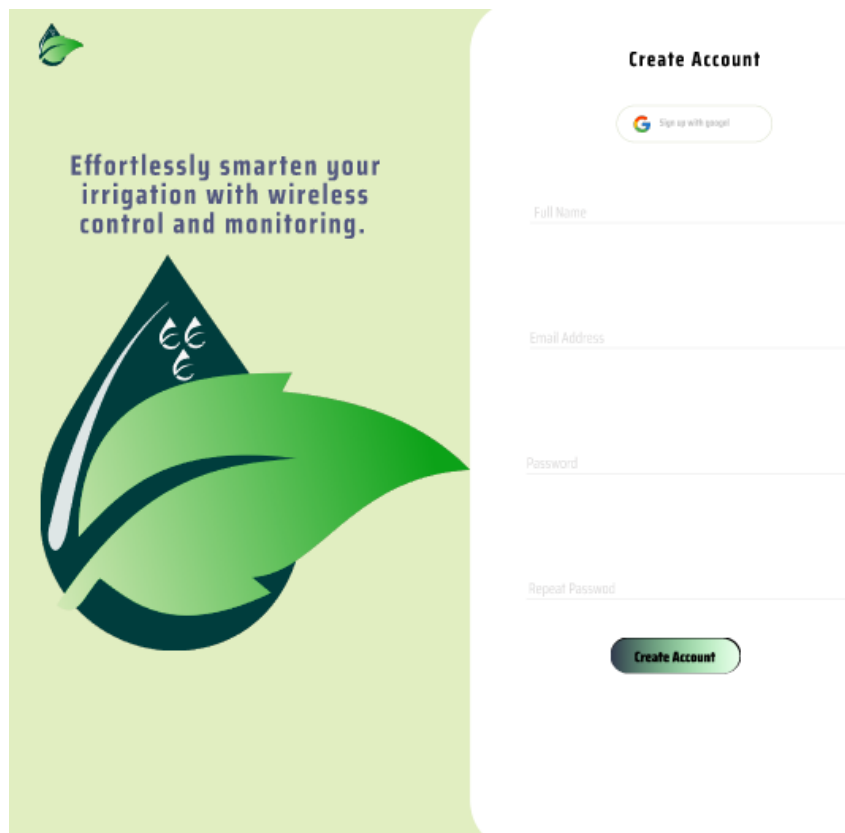 Effortlessly smarten your
irrigation with wireless
control and monitoring.
Create Account
Sign up with googel
Full Name
Email Address
Password
Repeat Passwod
Create Account